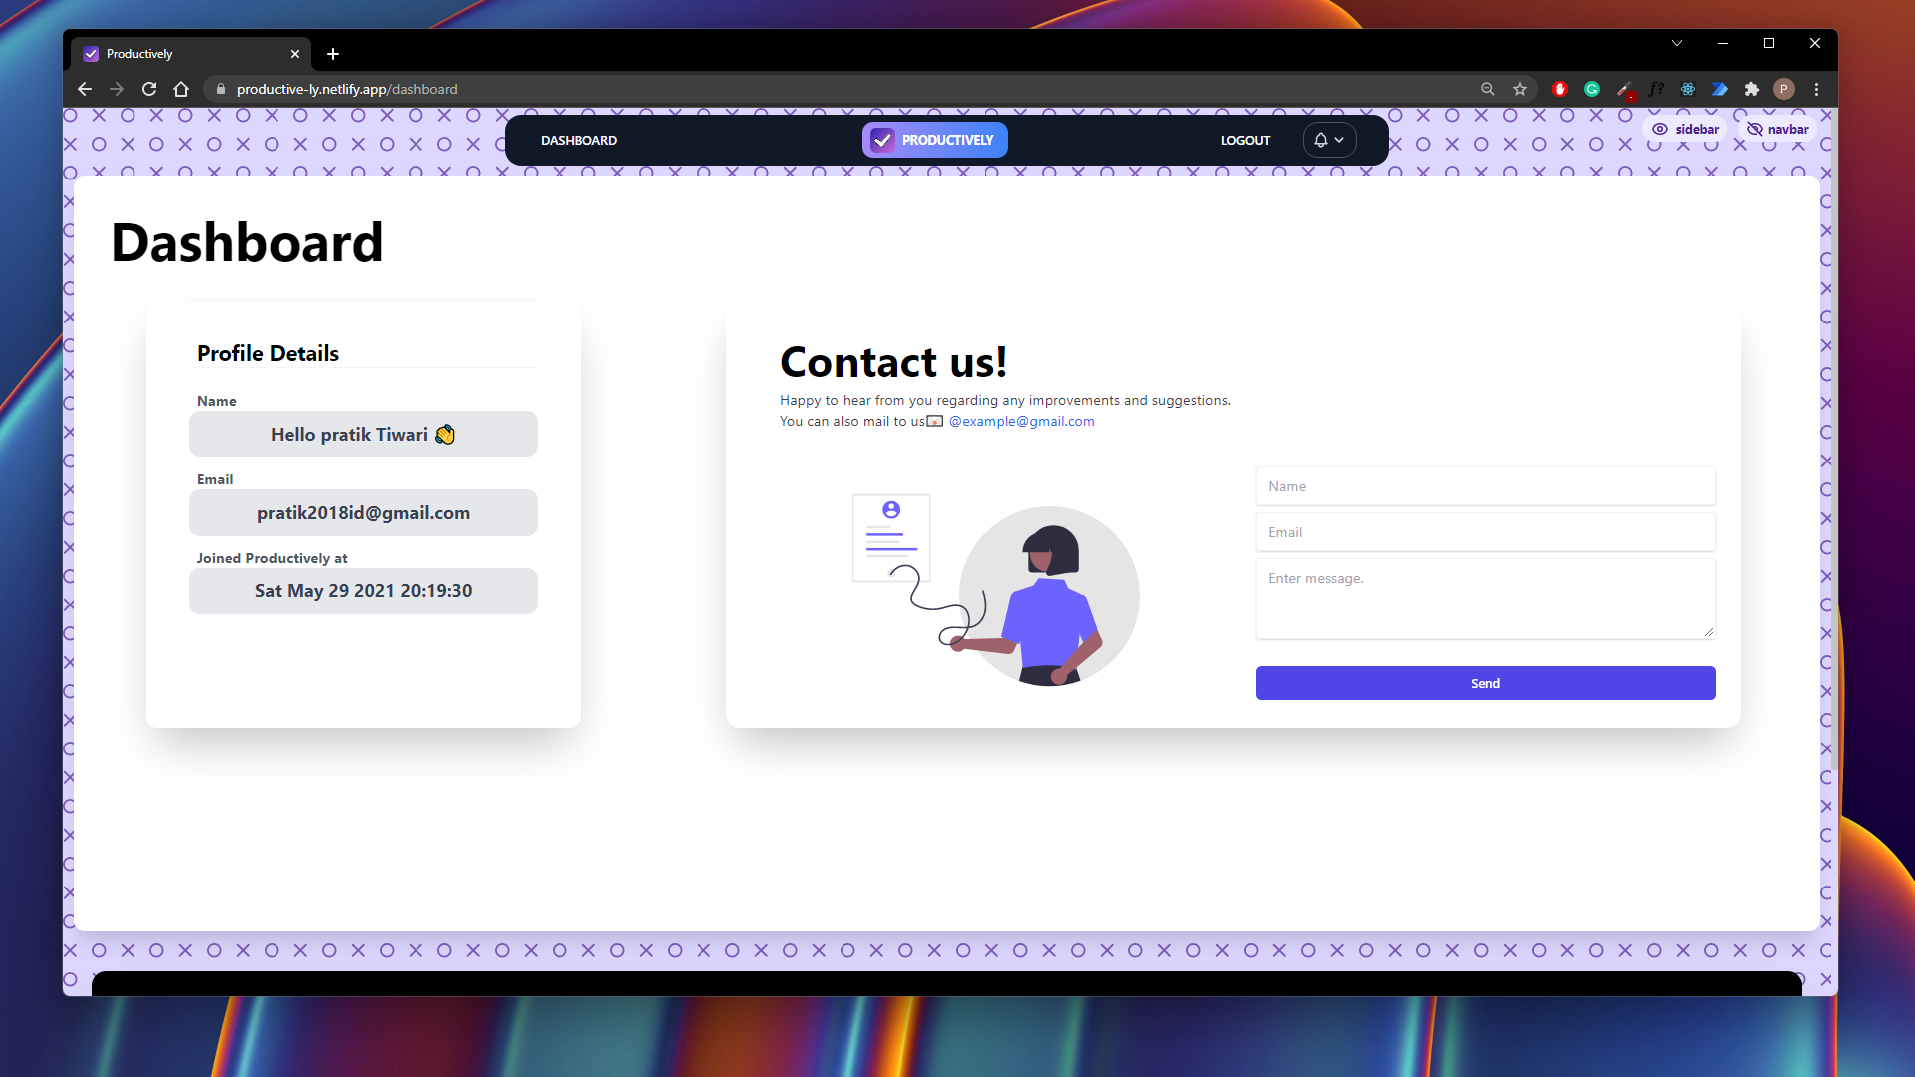 Productively
productive-ly.netlify.app/dashboard
f?
P
DASHBOARD
PRODUCTIVELY
LOGOUT
sidebar
navbar
Dashboard
Profile Details
Name
Hello pratik Tiwari 👋
Email
pratik2018id@gmail.com
Joined Productively at
Sat May 29 2021 20:19:30
Contact us!
Happy to hear from you regarding any improvements and suggestions.
You can also mail to us📧 @example@gmail.com
Name
Email
Enter message.
Send